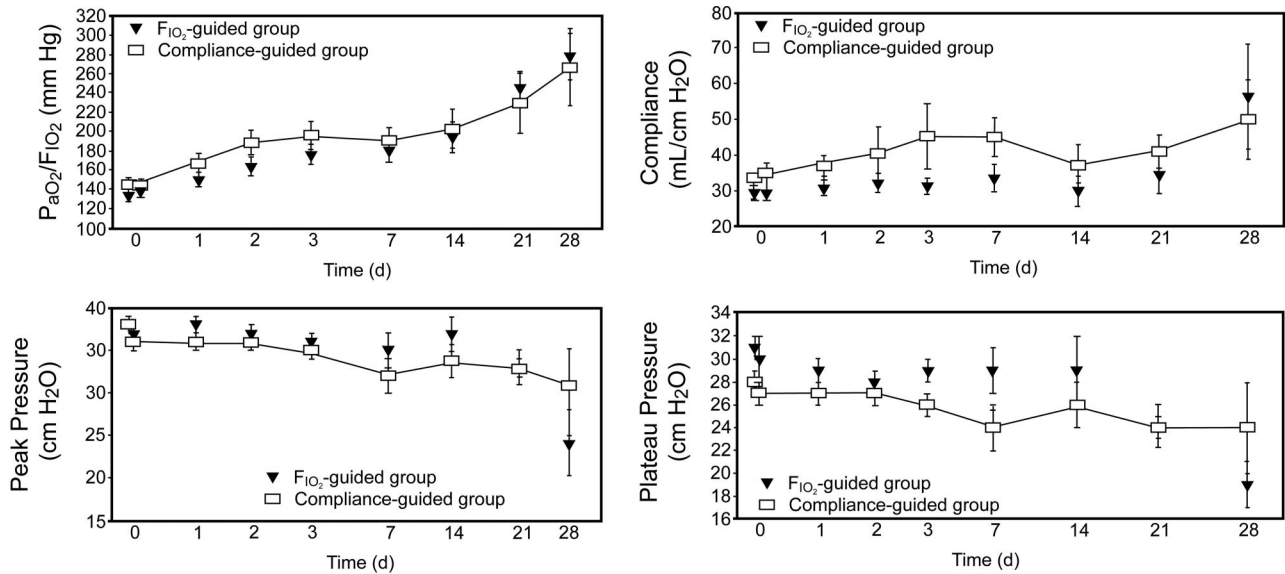 PaO2/FIO2 (mm Hg)
320
300
280
260
240
200
180
160
140
120
100
FIO2-guided group
Compliance-guided group
0 1 2 3 7 14 21 28
Time (d)
Compliance
(mL/cm H2O)
80
70
60
50
40
30
20
FIO2-guided group
Compliance-guided group
0 1 2 3 7 14 21 28
Time (d)
Peak Pressure
(cm H2O)
40
30
30
25
20
15
FIO2-guided group
Compliance-guided group
0 1 2 3 7 14 21 28
Time (d)
Plateau Pressure
(cm H2O)
34
32
30
28
26
24
22
20
18
16
FIO2-guided group
Compliance-guided group
0 1 2 3 7 14 21 28
Time (d)